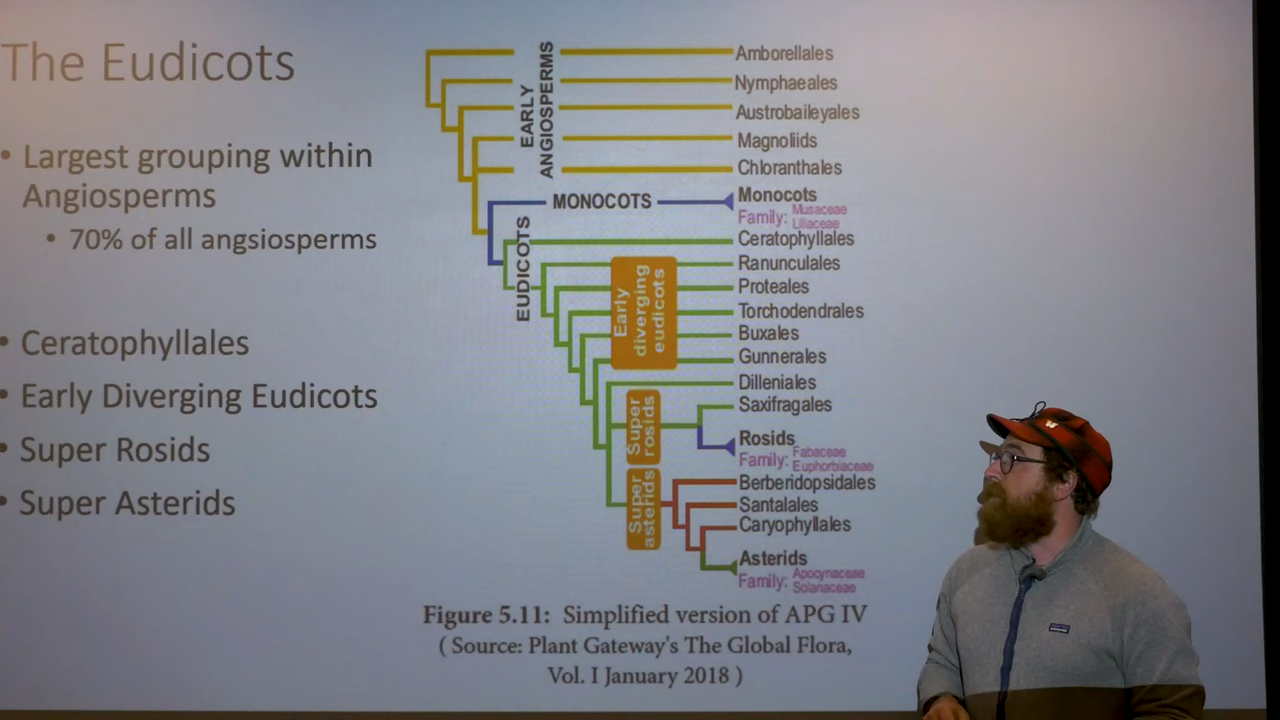 The Eudicots
• Largest grouping within
Angiosperms
• 70% of all angsiosperms
• Ceratophyllales
• Early Diverging Eudicots
• Super Rosids
• Super Asterids
EARLY
ANGIOSPERMS
MONOCOTS
EUDICOTS
Early
diverging
eudicots
Super
rosids
Super
asterids
Amborellales
Nymphaeales
Austrobaileyales
Magnoliids
Chloranthales
Monocots
Family: Musaceae
Liliaceae
Ceratophyllales
Ranunculales
Proteales
Torchodendrales
Buxales
Gunnerales
Dilleniales
Saxifragales
Rosids
Family: Fabaceae
Euphorbiaceae
Berberidopsidales
Santalales
Caryophyllales
Asterids
Family: Apocynaceae
Solanaceae
Figure 5.11: Simplified version of APG IV
( Source: Plant Gateway's The Global Flora,
Vol. I January 2018 )
W